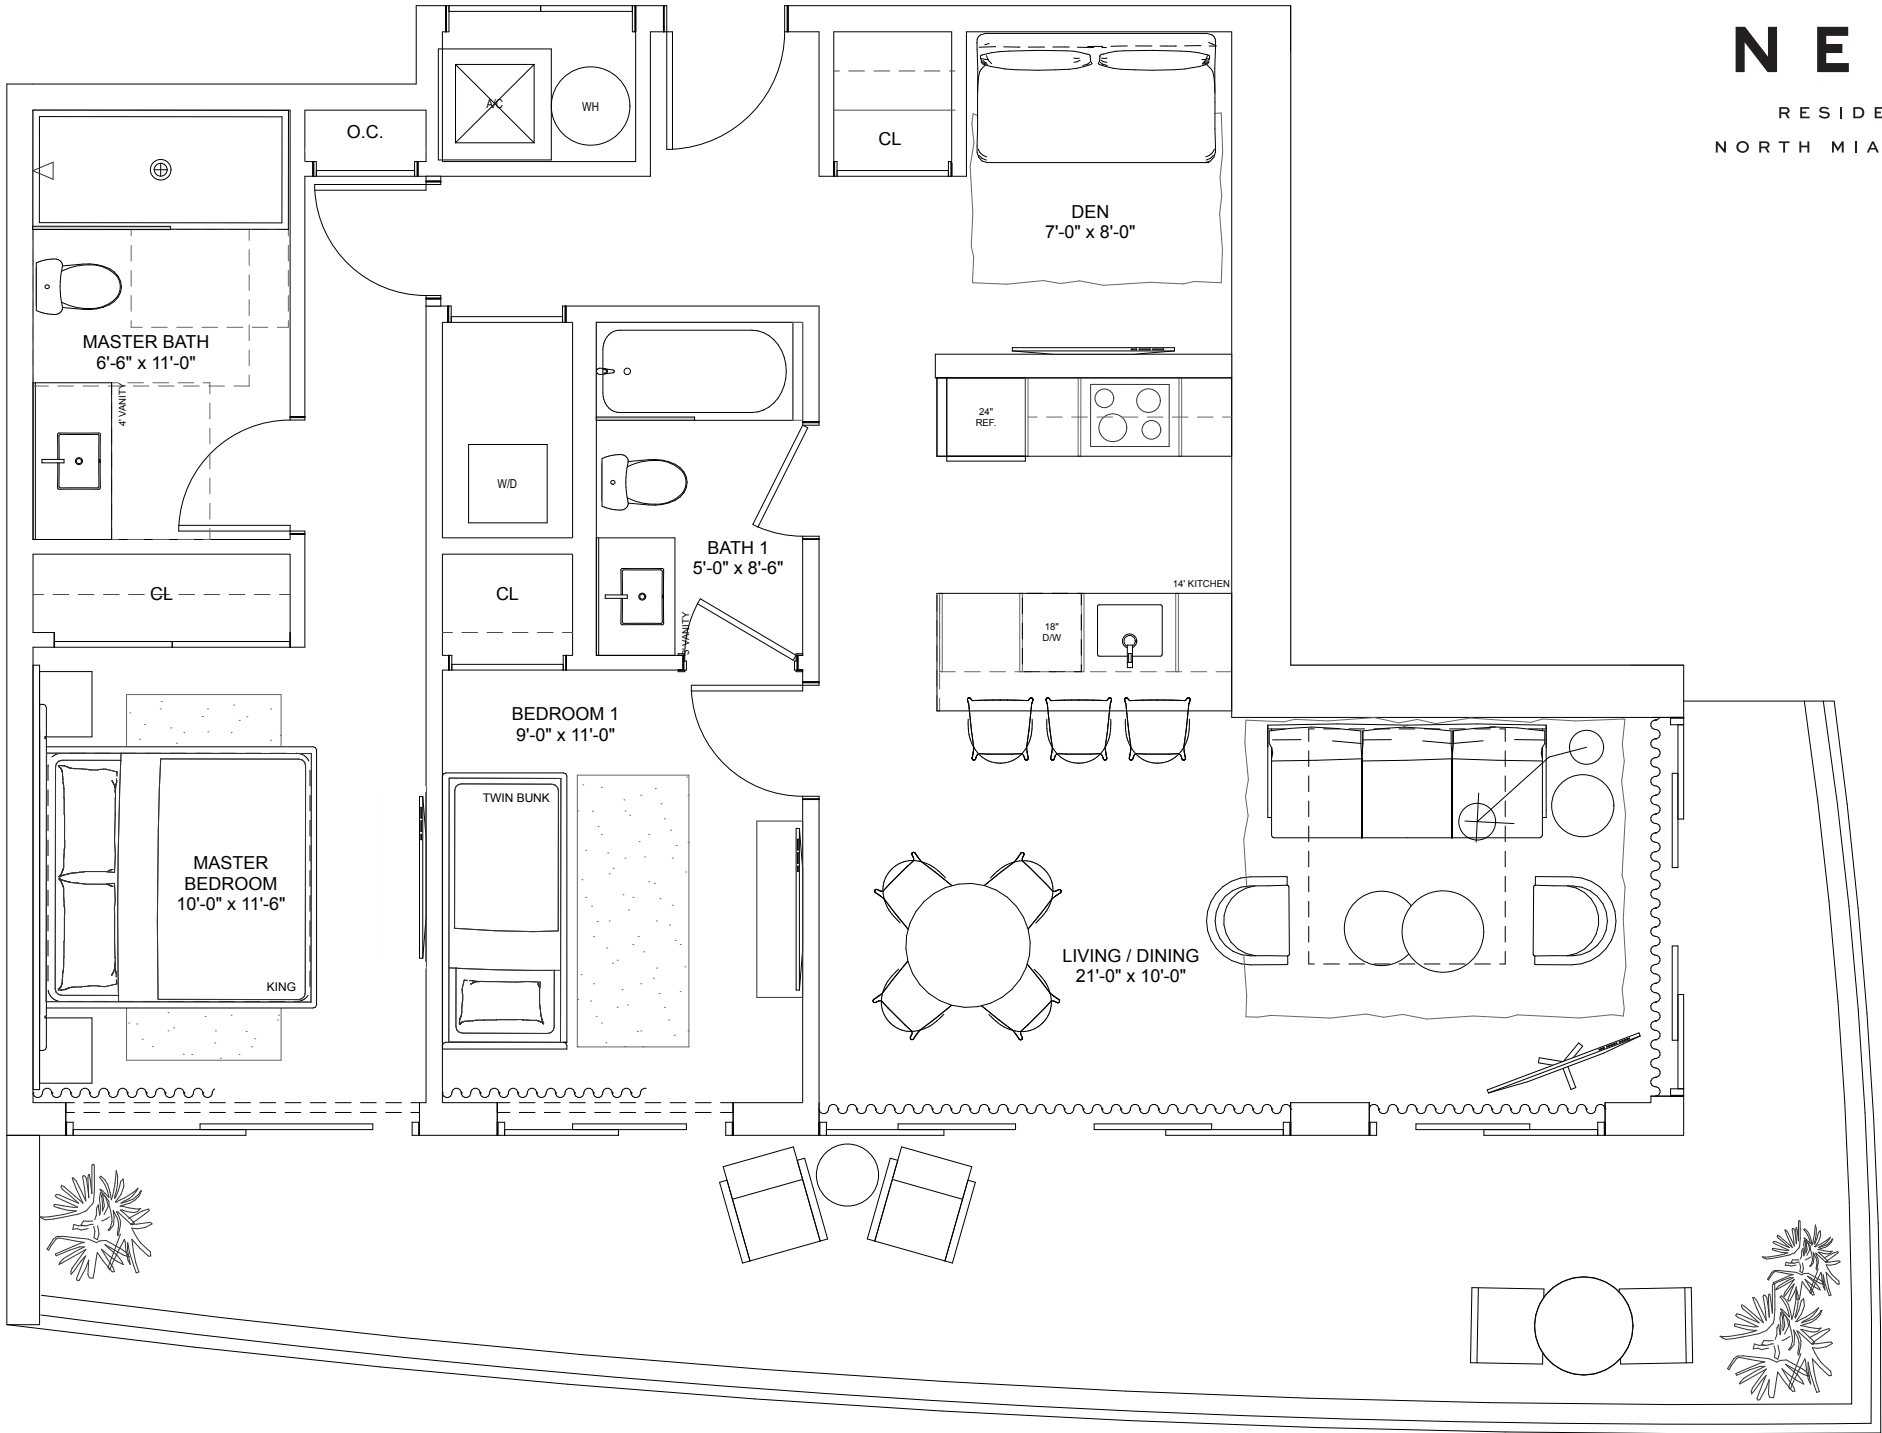 N E
RESIDE
NORTH MIA
A/C
WH
O.C.
CL
DEN
7'-0" x 8'-0"
MASTER BATH
6'-6" x 11'-0"
4' VANITY
24"
REF.
W/D
BATH 1
5'-0" x 8'-6"
3' VANITY
14' KITCHEN
CL
CL
18"
D/W
BEDROOM 1
9'-0" x 11'-0"
TWIN BUNK
MASTER
BEDROOM
10'-0" x 11'-6"
KING
LIVING / DINING
21'-0" x 10'-0"